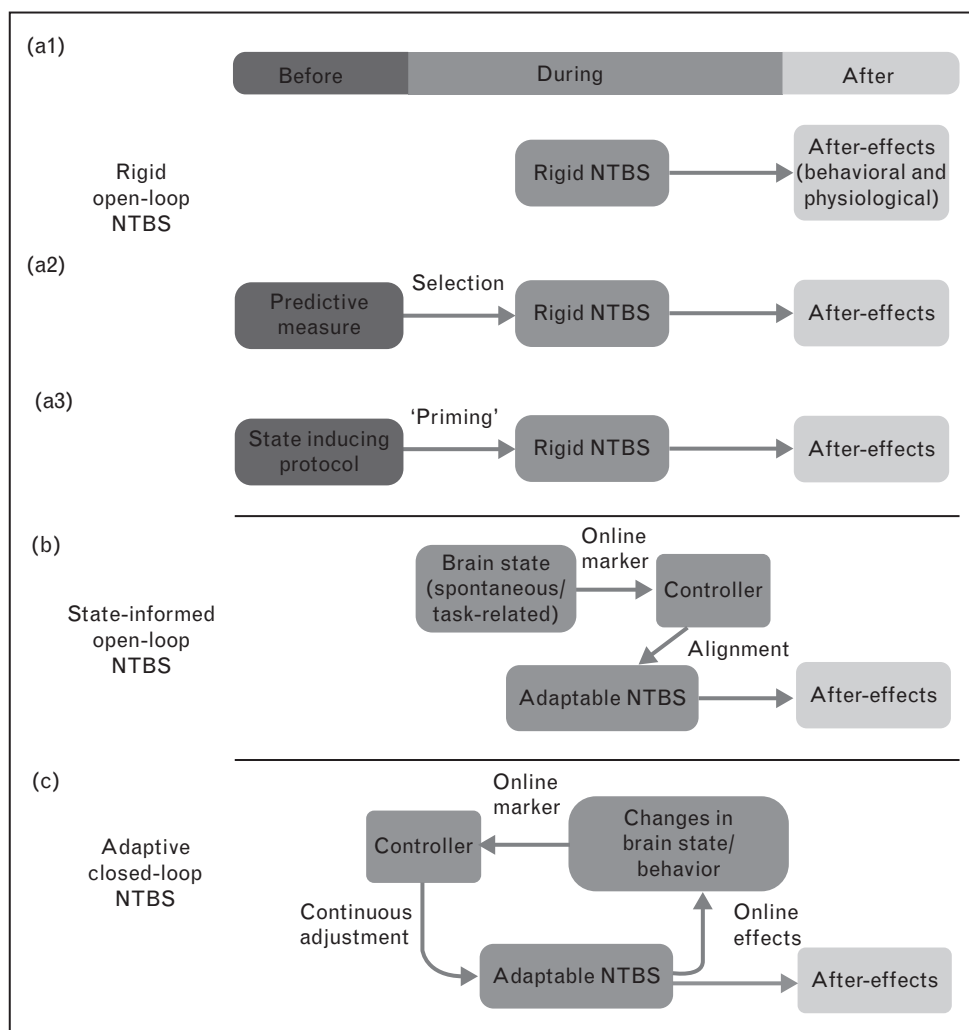 (a1)
Before During After
Rigid
open-loop
NTBS
Rigid NTBS
After-effects
(behavioral and
physiological)
(a2)
Predictive
measure
Selection
Rigid NTBS
After-effects
(a3)
State inducing
protocol
‘Priming’
Rigid NTBS
After-effects
(b)
State-informed
open-loop
NTBS
Brain state
(spontaneous/
task-related)
Online
marker
Controller
Alignment
Adaptable NTBS
After-effects
(c)
Adaptive
closed-loop
NTBS
Controller
Online
marker
Changes in
brain state/
behavior
Continuous
adjustment
Adaptable NTBS
Online
effects
After-effects